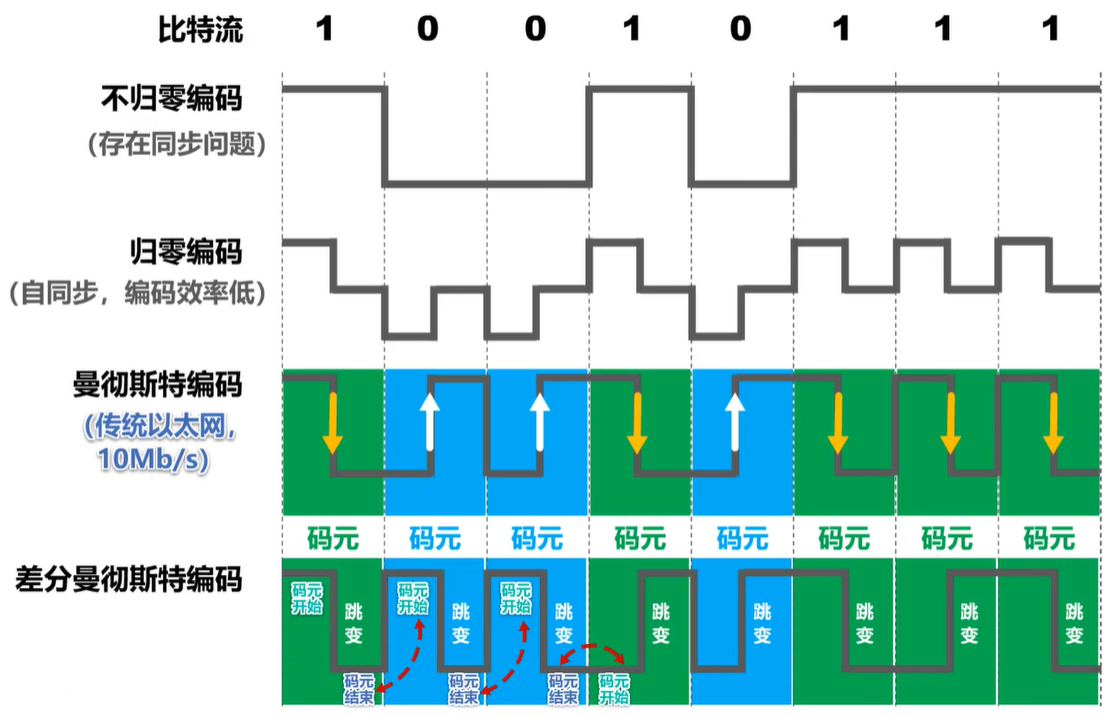 比特流 1 0 0 1 0 1 1 1
不归零编码
(存在同步问题)
归零编码
(自同步，编码效率低)
曼彻斯特编码
(传统以太网，
10Mb/s)
码元 码元 码元 码元 码元 码元 码元 码元
差分曼彻斯特编码
码元
开始
跳
变
码元
结束
码元
开始
跳
变
码元
结束
码元
开始
跳
变
码元
结束
码元
开始
跳
变
跳
变
跳
变
跳
变
跳
变